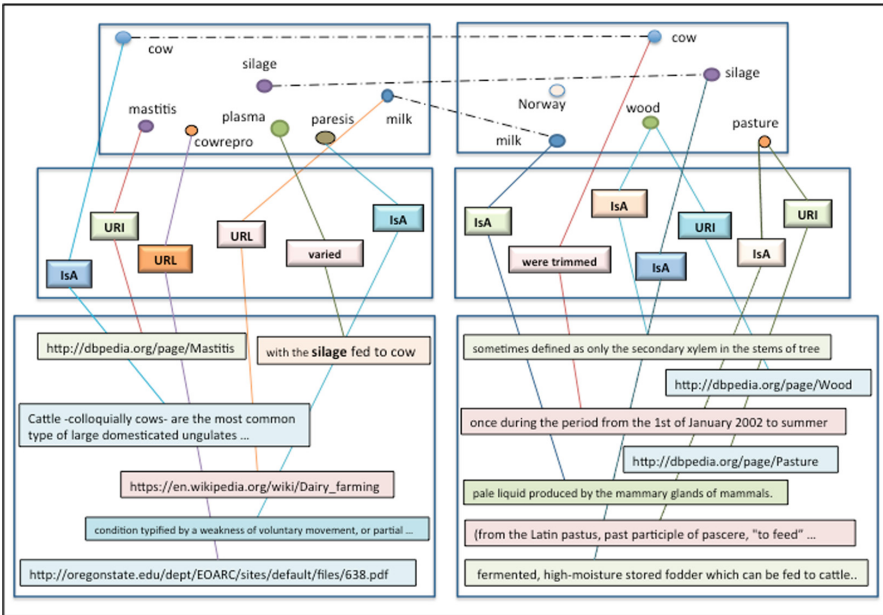 cow
silage
mastitis
cowrepro
plasma
paresis
milk
IsA
URI
URL
URL
varied
IsA
http://dbpedia.org/page/Mastitis
with the silage fed to cow
Cattle -colloquially cows- are the most common
type of large domesticated ungulates ...
https://en.wikipedia.org/wiki/Dairy_farming
condition typified by a weakness of voluntary movement, or partial ...
http://oregonstate.edu/dept/EOARC/sites/default/files/638.pdf
cow
silage
Norway
wood
pasture
milk
IsA
were trimmed
IsA
IsA
URI
IsA
URI
sometimes defined as only the secondary xylem in the stems of tree
http://dbpedia.org/page/Wood
once during the period from the 1st of January 2002 to summer
http://dbpedia.org/page/Pasture
pale liquid produced by the mammary glands of mammals.
(from the Latin pastus, past participle of pascere, "to feed" ...
fermented, high-moisture stored fodder which can be fed to cattle..